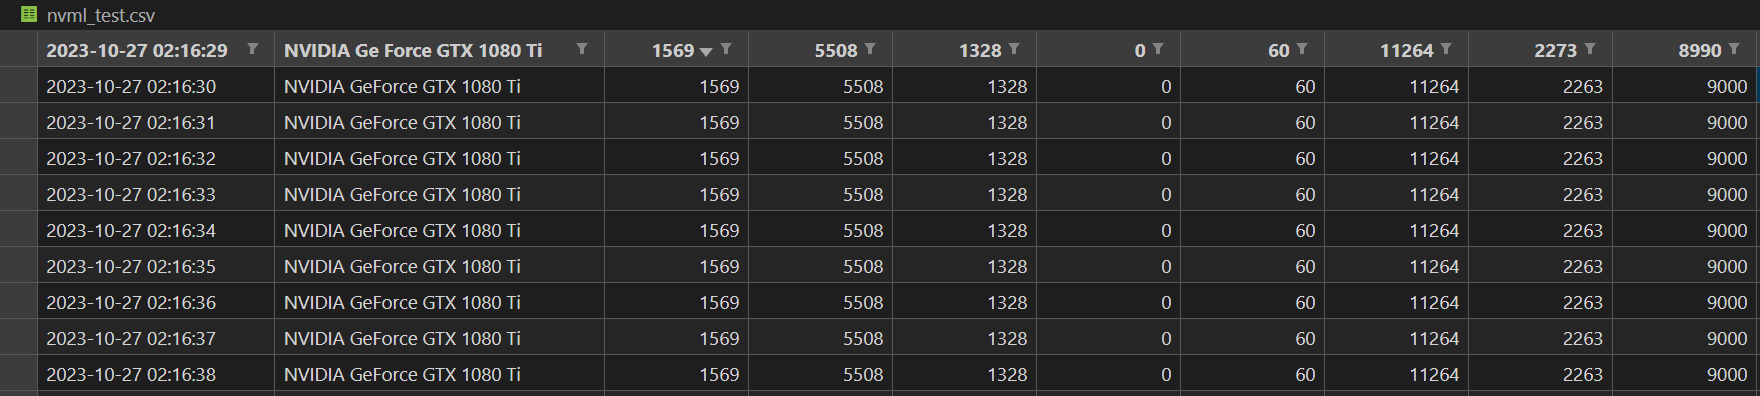 nvml_test.csv
2023-10-27 02:16:29 NVIDIA Ge Force GTX 1080 Ti 1569 5508 1328 0 60 11264 2273 8990
2023-10-27 02:16:30 NVIDIA GeForce GTX 1080 Ti 1569 5508 1328 0 60 11264 2263 9000
2023-10-27 02:16:31 NVIDIA GeForce GTX 1080 Ti 1569 5508 1328 0 60 11264 2263 9000
2023-10-27 02:16:32 NVIDIA GeForce GTX 1080 Ti 1569 5508 1328 0 60 11264 2263 9000
2023-10-27 02:16:33 NVIDIA GeForce GTX 1080 Ti 1569 5508 1328 0 60 11264 2263 9000
2023-10-27 02:16:34 NVIDIA GeForce GTX 1080 Ti 1569 5508 1328 0 60 11264 2263 9000
2023-10-27 02:16:35 NVIDIA GeForce GTX 1080 Ti 1569 5508 1328 0 60 11264 2263 9000
2023-10-27 02:16:36 NVIDIA GeForce GTX 1080 Ti 1569 5508 1328 0 60 11264 2263 9000
2023-10-27 02:16:37 NVIDIA GeForce GTX 1080 Ti 1569 5508 1328 0 60 11264 2263 9000
2023-10-27 02:16:38 NVIDIA GeForce GTX 1080 Ti 1569 5508 1328 0 60 11264 2263 9000